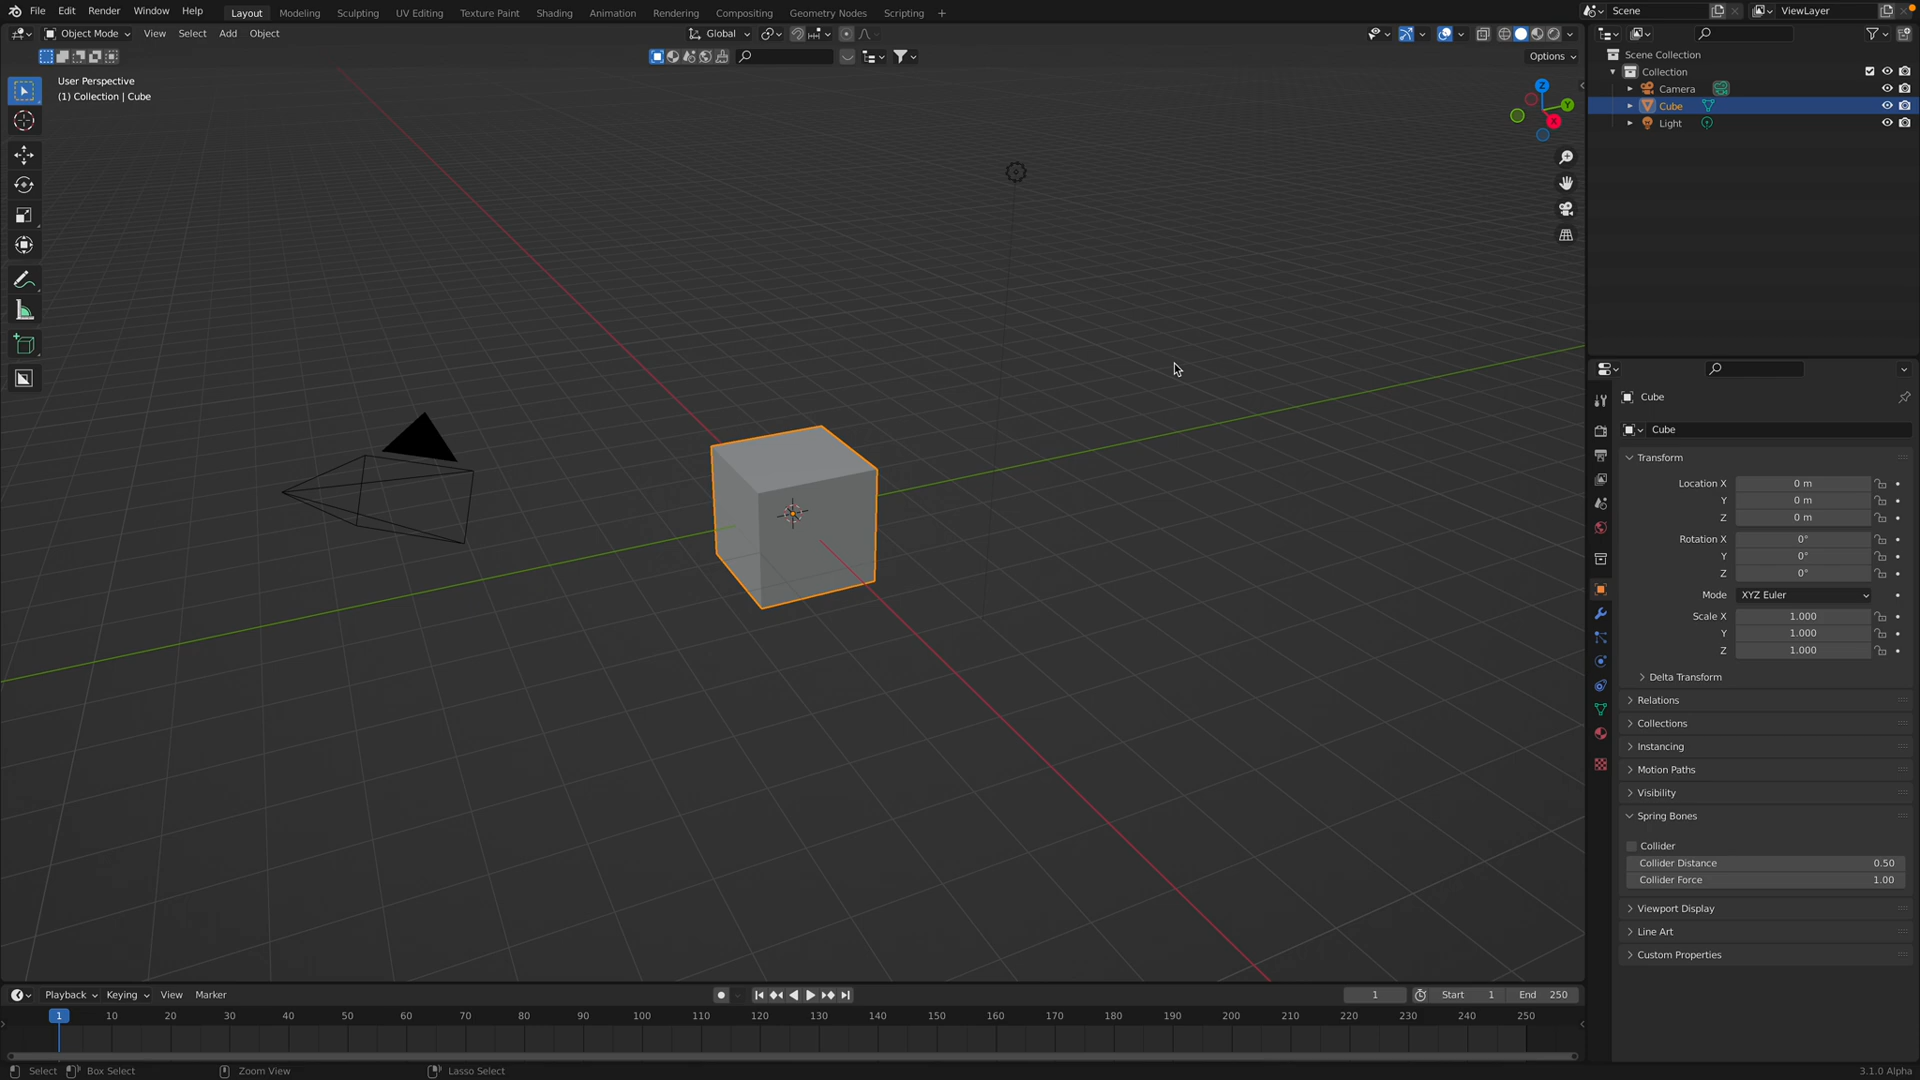 File Edit Render Window Help
Layout Modeling Sculpting UV Editing Texture Paint Shading Animation Rendering Compositing Geometry Nodes Scripting +
Scene
ViewLayer
Object Mode View Select Add Object
Global
Options
User Perspective
(1) Collection | Cube
Z
Y
X
Scene Collection
Collection
Camera
Cube
Light
Cube
Cube
Transform
Location X 0 m
Y 0 m
Z 0 m
Rotation X 0°
Y 0°
Z 0°
Mode XYZ Euler
Scale X 1.000
Y 1.000
Z 1.000
Delta Transform
Relations
Collections
Instancing
Motion Paths
Visibility
Spring Bones
Collider
Collider Distance 0.50
Collider Force 1.00
Viewport Display
Line Art
Custom Properties
Playback Keying View Marker
1 Start 1 End 250
1 10 20 30 40 50 60 70 80 90 100 110 120 130 140 150 160 170 180 190 200 210 220 230 240 250
Select Box Select Zoom View Lasso Select
3.1.0 Alpha